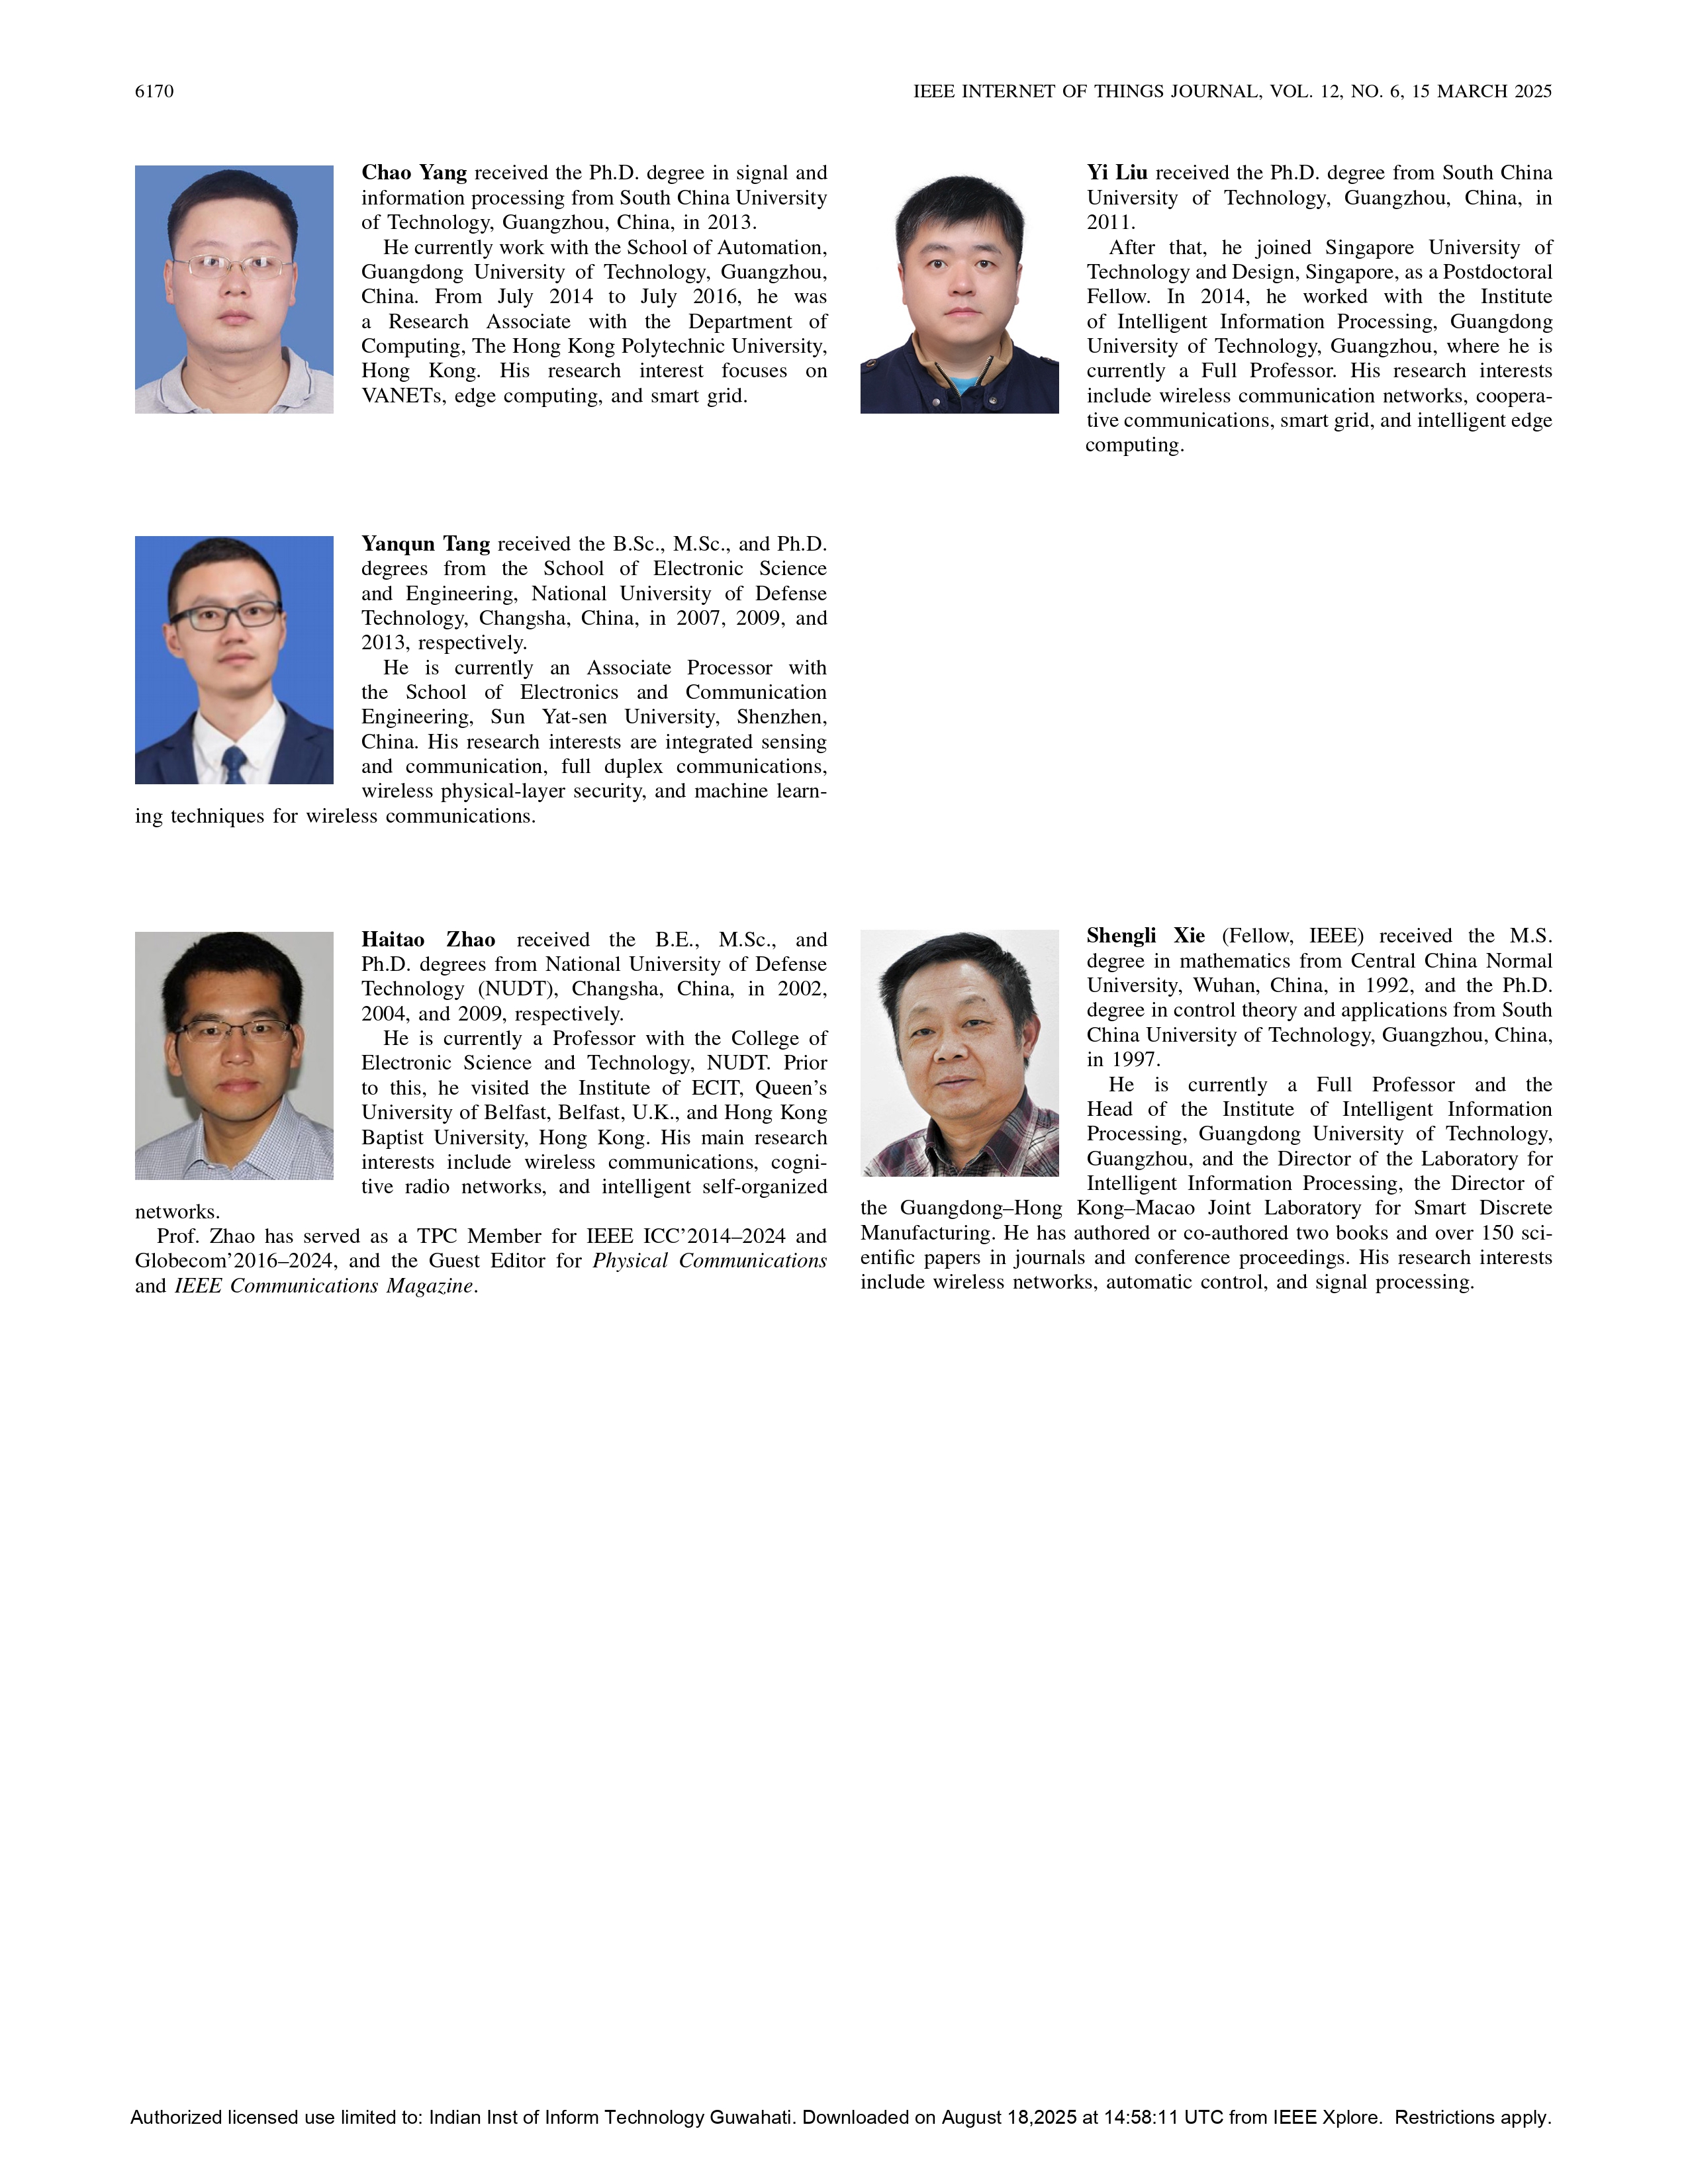 6170
IEEE INTERNET OF THINGS JOURNAL, VOL. 12, NO. 6, 15 MARCH 2025
Chao Yang received the Ph.D. degree in signal and
information processing from South China University
of Technology, Guangzhou, China, in 2013.
He currently work with the School of Automation,
Guangdong University of Technology, Guangzhou,
China. From July 2014 to July 2016, he was
a Research Associate with the Department of
Computing, The Hong Kong Polytechnic University,
Hong Kong. His research interest focuses on
VANETs, edge computing, and smart grid.
Yanqun Tang received the B.Sc., M.Sc., and Ph.D.
degrees from the School of Electronic Science
and Engineering, National University of Defense
Technology, Changsha, China, in 2007, 2009, and
2013, respectively.
He is currently an Associate Processor with
the School of Electronics and Communication
Engineering, Sun Yat-sen University, Shenzhen,
China. His research interests are integrated sensing
and communication, full duplex communications,
wireless physical-layer security, and machine learn-
ing techniques for wireless communications.
Haitao Zhao received the B.E., M.Sc., and
Ph.D. degrees from National University of Defense
Technology (NUDT), Changsha, China, in 2002,
2004, and 2009, respectively.
He is currently a Professor with the College of
Electronic Science and Technology, NUDT. Prior
to this, he visited the Institute of ECIT, Queen's
University of Belfast, Belfast, U.K., and Hong Kong
Baptist University, Hong Kong. His main research
interests include wireless communications, cogni-
tive radio networks, and intelligent self-organized
networks.
Prof. Zhao has served as a TPC Member for IEEE ICC'2014–2024 and
Globecom'2016–2024, and the Guest Editor for Physical Communications
and IEEE Communications Magazine.
Yi Liu received the Ph.D. degree from South China
University of Technology, Guangzhou, China, in
2011.
After that, he joined Singapore University of
Technology and Design, Singapore, as a Postdoctoral
Fellow. In 2014, he worked with the Institute
of Intelligent Information Processing, Guangdong
University of Technology, Guangzhou, where he is
currently a Full Professor. His research interests
include wireless communication networks, coopera-
tive communications, smart grid, and intelligent edge
computing.
Shengli Xie (Fellow, IEEE) received the M.S.
degree in mathematics from Central China Normal
University, Wuhan, China, in 1992, and the Ph.D.
degree in control theory and applications from South
China University of Technology, Guangzhou, China,
in 1997.
He is currently a Full Professor and the
Head of the Institute of Intelligent Information
Processing, Guangdong University of Technology,
Guangzhou, and the Director of the Laboratory for
Intelligent Information Processing, the Director of
the Guangdong–Hong Kong–Macao Joint Laboratory for Smart Discrete
Manufacturing. He has authored or co-authored two books and over 150 sci-
entific papers in journals and conference proceedings. His research interests
include wireless networks, automatic control, and signal processing.
Authorized licensed use limited to: Indian Inst of Inform Technology Guwahati. Downloaded on August 18,2025 at 14:58:11 UTC from IEEE Xplore. Restrictions apply.